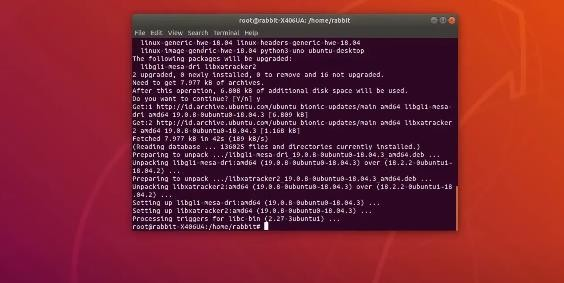 root@rabbit-X406UA: /home/rabbit
File Edit View Search Terminal Help
linux-generic-hwe-18.04 linux-headers-generic-hwe-18.04
linux-image-generic-hwe-18.04 python3-uno ubuntu-desktop
The following packages will be upgraded:
libgl1-mesa-dri libxatracker2
2 upgraded, 0 newly installed, 0 to remove and 16 not upgraded.
Need to get 7.977 kB of archives.
After this operation, 6.808 kB of additional disk space will be used.
Do you want to continue? [Y/n] y
Get:1 http://id.archive.ubuntu.com/ubuntu bionic-updates/main amd64 libgl1-mesa-
dri amd64 19.0.8-0ubuntu0~18.04.3 [6.809 kB]
Get:2 http://id.archive.ubuntu.com/ubuntu bionic-updates/main amd64 libxatracker
2 amd64 19.0.8-0ubuntu0~18.04.3 [1.168 kB]
Fetched 7.977 kB in 42s (189 kB/s)
(Reading database ... 136025 files and directories currently installed.)
Preparing to unpack .../libgl1-mesa-dri_19.0.8-0ubuntu0~18.04.3_amd64.deb ...
Unpacking libgl1-mesa-dri:amd64 (19.0.8-0ubuntu0~18.04.3) over (18.2.2-0ubuntu1~
18.04.2) ...
Preparing to unpack .../libxatracker2_19.0.8-0ubuntu0~18.04.3_amd64.deb ...
Unpacking libxatracker2:amd64 (19.0.8-0ubuntu0~18.04.3) over (18.2.2-0ubuntu1~18
.04.2) ...
Setting up libgl1-mesa-dri:amd64 (19.0.8-0ubuntu0~18.04.3) ...
Setting up libxatracker2:amd64 (19.0.8-0ubuntu0~18.04.3) ...
Processing triggers for libc-bin (2.27-3ubuntu1) ...
root@rabbit-X406UA:/home/rabbit#